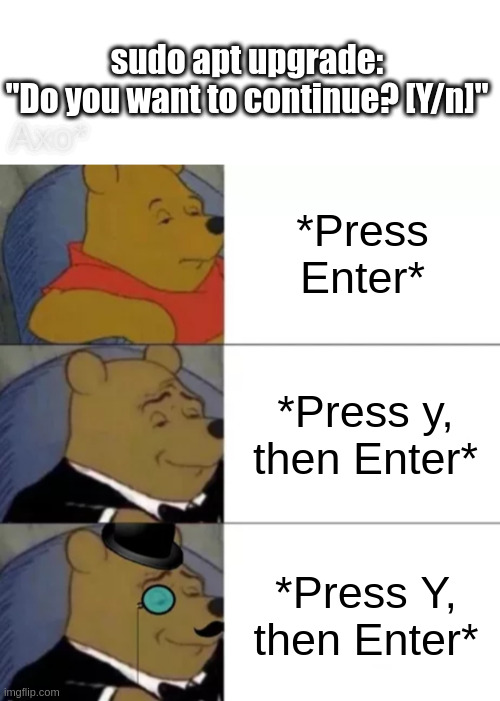 sudo apt upgrade:
"Do you want to continue? [Y/n]"
Axo*
*Press
Enter*
*Press y,
then Enter*
*Press Y,
then Enter*
imgflip.com